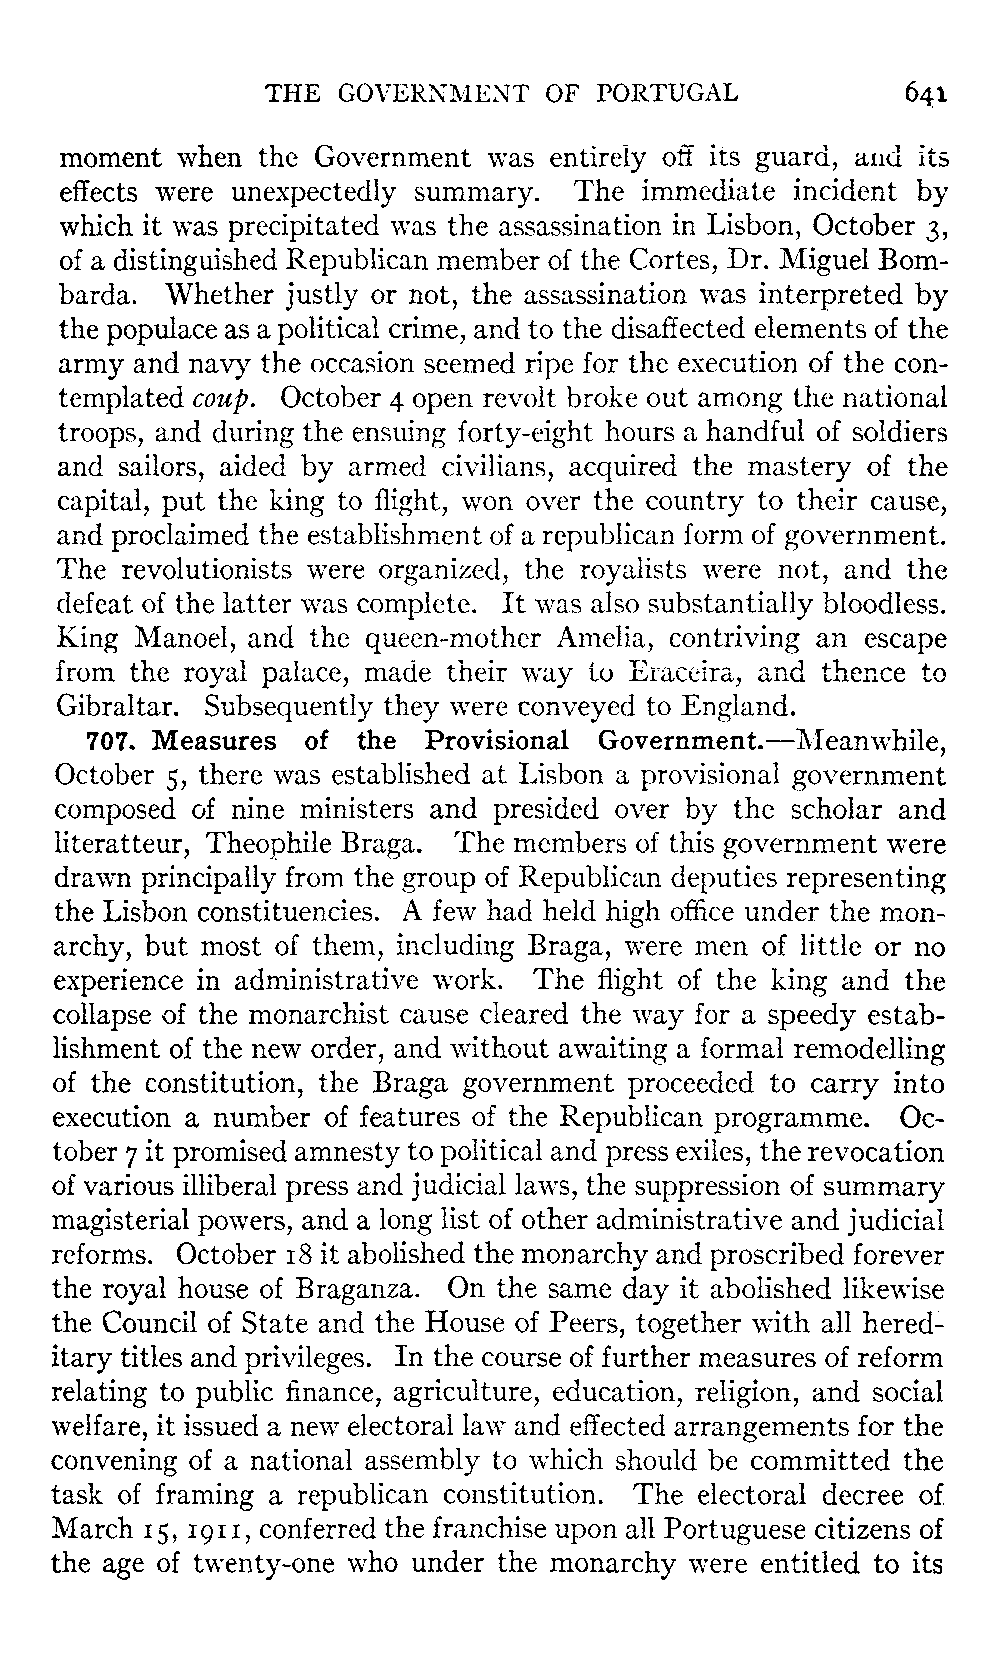 THE GOVERNMENT OF PORTUGAL 641
moment when the Government was entirely off its guard, and its
effects were unexpectedly summary. The immediate incident by
which it was precipitated was the assassination in Lisbon, October 3,
of a distinguished Republican member of the Cortes, Dr. Miguel Bom-
barda. Whether justly or not, the assassination was interpreted by
the populace as a political crime, and to the disaffected elements of the
army and navy the occasion seemed ripe for the execution of the con-
templated coup. October 4 open revolt broke out among the national
troops, and during the ensuing forty-eight hours a handful of soldiers
and sailors, aided by armed civilians, acquired the mastery of the
capital, put the king to flight, won over the country to their cause,
and proclaimed the establishment of a republican form of government.
The revolutionists were organized, the royalists were not, and the
defeat of the latter was complete. It was also substantially bloodless.
King Manoel, and the queen-mother Amelia, contriving an escape
from the royal palace, made their way to Eraceira, and thence to
Gibraltar. Subsequently they were conveyed to England.
707. Measures of the Provisional Government.—Meanwhile,
October 5, there was established at Lisbon a provisional government
composed of nine ministers and presided over by the scholar and
literatteur, Theophile Braga. The members of this government were
drawn principally from the group of Republican deputies representing
the Lisbon constituencies. A few had held high office under the mon-
archy, but most of them, including Braga, were men of little or no
experience in administrative work. The flight of the king and the
collapse of the monarchist cause cleared the way for a speedy estab-
lishment of the new order, and without awaiting a formal remodelling
of the constitution, the Braga government proceeded to carry into
execution a number of features of the Republican programme. Oc-
tober 7 it promised amnesty to political and press exiles, the revocation
of various illiberal press and judicial laws, the suppression of summary
magisterial powers, and a long list of other administrative and judicial
reforms. October 18 it abolished the monarchy and proscribed forever
the royal house of Braganza. On the same day it abolished likewise
the Council of State and the House of Peers, together with all hered-
itary titles and privileges. In the course of further measures of reform
relating to public finance, agriculture, education, religion, and social
welfare, it issued a new electoral law and effected arrangements for the
convening of a national assembly to which should be committed the
task of framing a republican constitution. The electoral decree of
March 15, 1911, conferred the franchise upon all Portuguese citizens of
the age of twenty-one who under the monarchy were entitled to its